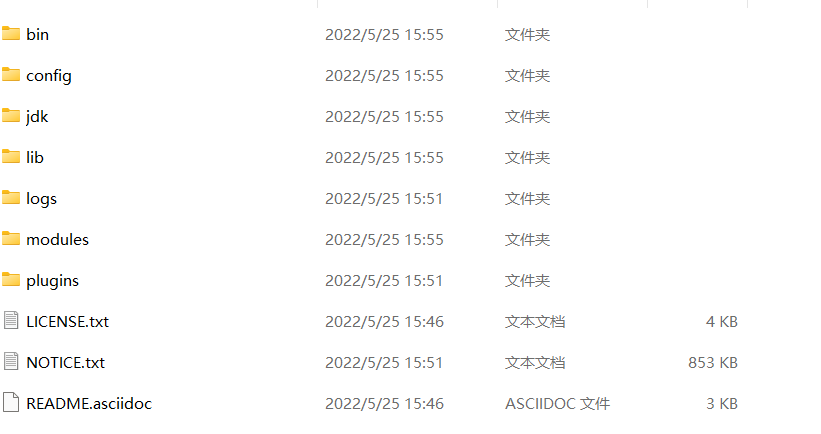 bin 2022/5/25 15:55 文件夹
config 2022/5/25 15:55 文件夹
jdk 2022/5/25 15:55 文件夹
lib 2022/5/25 15:55 文件夹
logs 2022/5/25 15:51 文件夹
modules 2022/5/25 15:55 文件夹
plugins 2022/5/25 15:51 文件夹
LICENSE.txt 2022/5/25 15:46 文本文档 4 KB
NOTICE.txt 2022/5/25 15:51 文本文档 853 KB
README.asciidoc 2022/5/25 15:46 ASCIIDOC 文件 3 KB